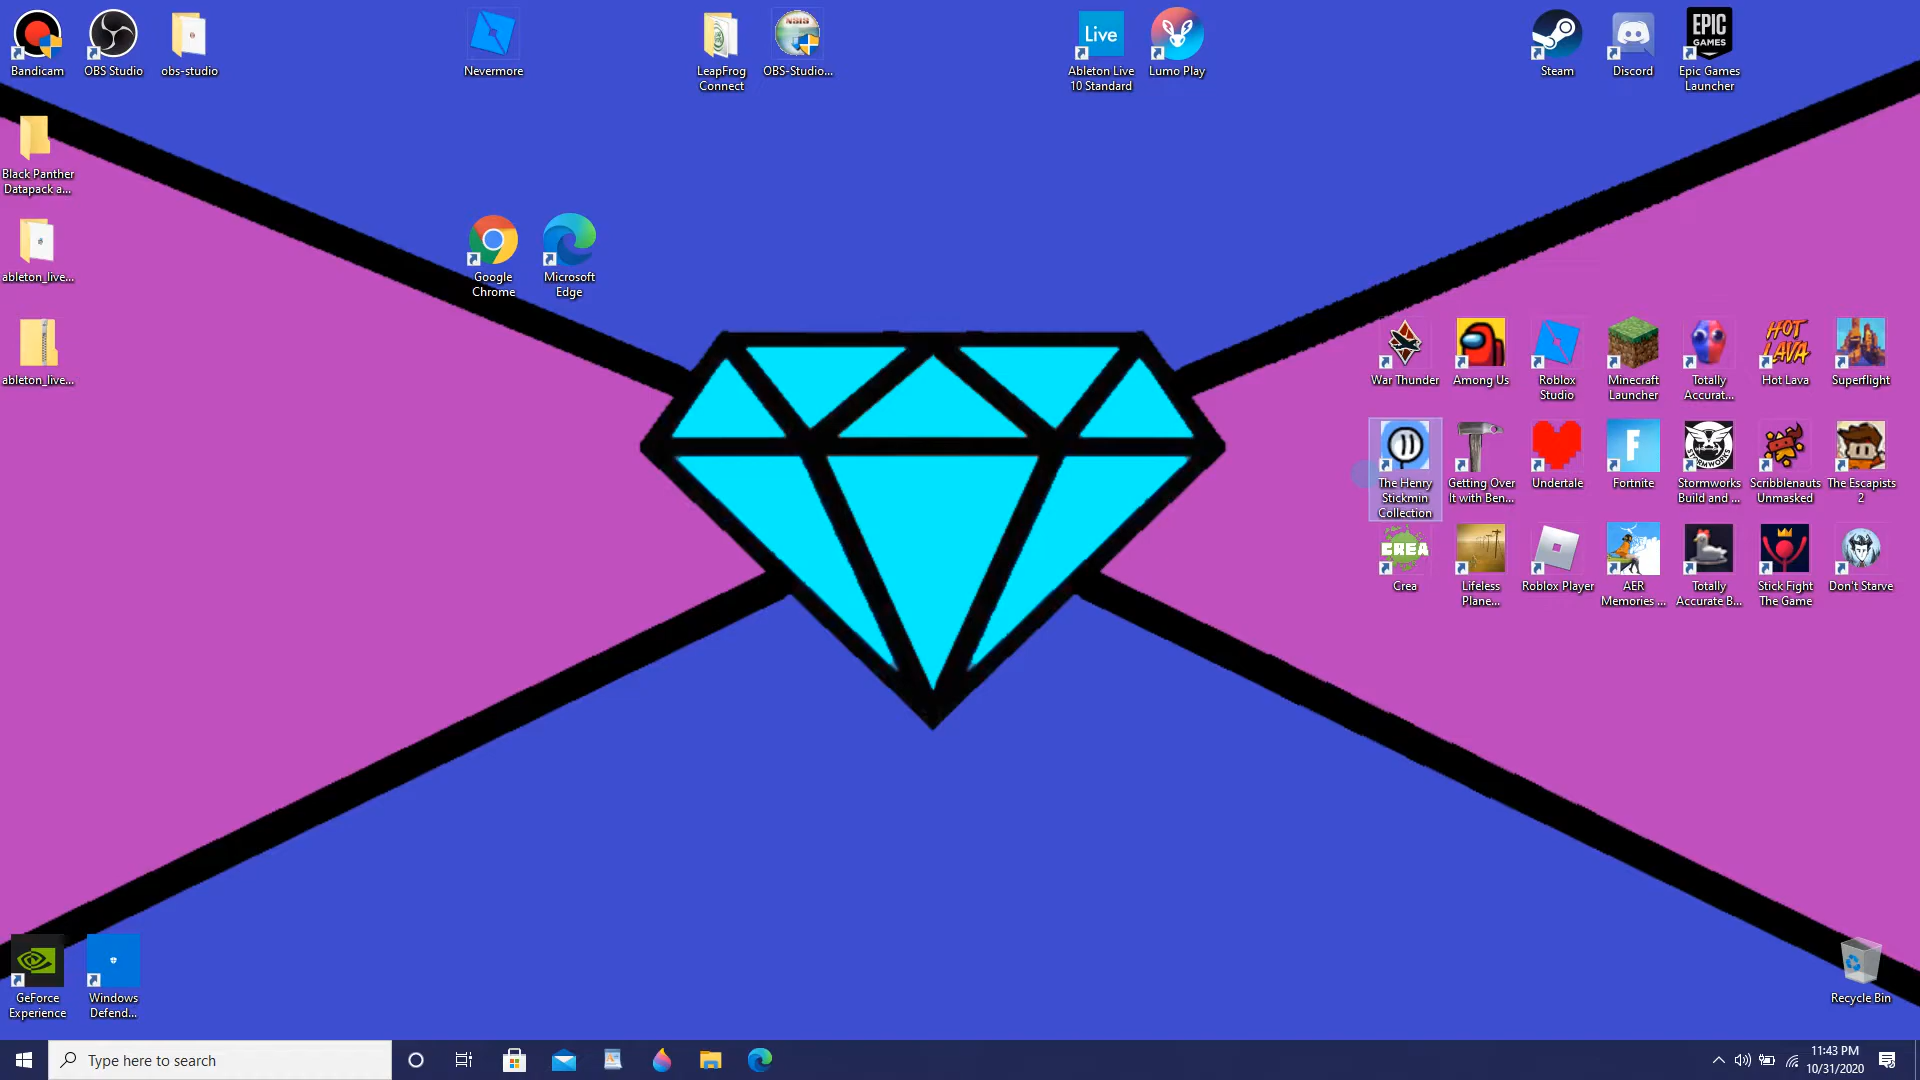 Bandicam
OBS Studio
obs-studio
Nevermore
LeapFrog
Connect
NSIS
OBS-Studio...
Live
Ableton Live
10 Standard
Lumo Play
Steam
Discord
EPIC
GAMES
Epic Games
Launcher
Black Panther
Datapack a...
ableton_live...
ableton_live...
Google
Chrome
Microsoft
Edge
War Thunder
Among Us
Roblox
Studio
Minecraft
Launcher
Totally
Accurat...
HOT
LAVA
Hot Lava
Superflight
The Henry
Stickmin
Collection
Getting Over
It with Ben...
Undertale
F
Fortnite
STORMWORKS
Stormworks
Build and ...
Scribblenauts
Unmasked
The Escapists
2
CREA
Crea
Lifeless
Plane...
Roblox Player
AER
Memories ...
Totally
Accurate B...
Stick Fight
The Game
Don't Starve
GeForce
Experience
Windows
Defend...
Recycle Bin
Type here to search
11:43 PM
10/31/2020